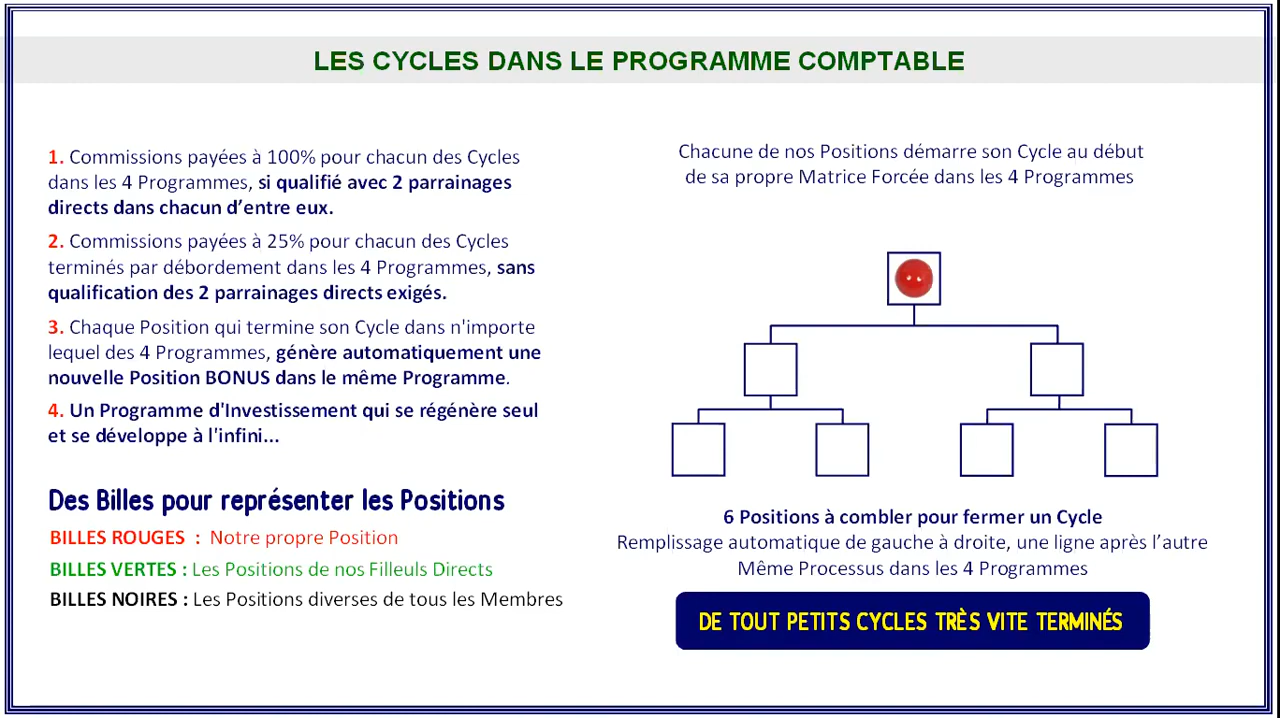 LES CYCLES DANS LE PROGRAMME COMPTABLE
1. Commissions payées à 100% pour chacun des Cycles
dans les 4 Programmes, si qualifié avec 2 parrainages
directs dans chacun d’entre eux.
2. Commissions payées à 25% pour chacun des Cycles
terminés par débordement dans les 4 Programmes, sans
qualification des 2 parrainages directs exigés.
3. Chaque Position qui termine son Cycle dans n'importe
lequel des 4 Programmes, génère automatiquement une
nouvelle Position BONUS dans le même Programme.
4. Un Programme d'Investissement qui se régénère seul
et se développe à l'infini...
Des Billes pour représenter les Positions
BILLES ROUGES : Notre propre Position
BILLES VERTES : Les Positions de nos Filleuls Directs
BILLES NOIRES : Les Positions diverses de tous les Membres
Chacune de nos Positions démarre son Cycle au début
de sa propre Matrice Forcée dans les 4 Programmes
6 Positions à combler pour fermer un Cycle
Remplissage automatique de gauche à droite, une ligne après l’autre
Même Processus dans les 4 Programmes
DE TOUT PETITS CYCLES TRÈS VITE TERMINÉS